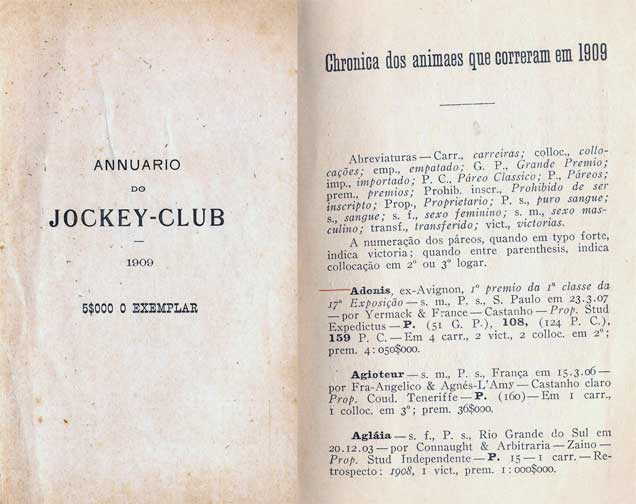 ANNUARIO
DO
JOCKEY-CLUB
1909
5$000 O EXEMPLAR
Chronica dos animaes que correram em 1909
Abreviaturas — Carr., carreiras; colloc., collo-
cações; emp., empatado; G. P., Grande Premio;
imp., importado; P. C., Páreo Classico; P., Páreos;
prem., premios; Prohib. inscr., Prohibido de ser
inscripto; Prop., Proprietario; P. s., puro sangue;
s., sangue; s. f., sexo feminino; s. m., sexo mas-
culino; transf., transferido; vict., victorias.
A numeração dos páreos, quando em typo forte,
indica victoria; quando entre parenthesis, indica
collocação em 2º ou 3º logar.
Adonis, ex-Avignon, 1º premio da 1ª classe da
17ª Exposição — s. m., P. s., S. Paulo em 23.3.07
— por Yermack & France — Castanho — Prop. Stud
Expedictus — P. (51 G. P.), 108, (124 P. C.),
159 P. C. — Em 4 carr., 2 vict., 2 colloc. em 2º;
prem. 4:050$000.
Agioteur — s. m., P. s., França em 15.3.06 —
por Fra-Angelico & Agnés-L'Amy — Castanho claro
Prop. Coud. Teneriffe — P. (160) — Em 1 carr.,
1 colloc. em 3º; prem. 36$000.
Agláia — s. f., P. s., Rio Grande do Sul em
20.12.03 — por Connaught & Arbitraria — Zaino —
Prop. Stud Independente — P. 15 — 1 carr. — Re-
trospecto: 1908, 1 vict., prem. 1:000$000.